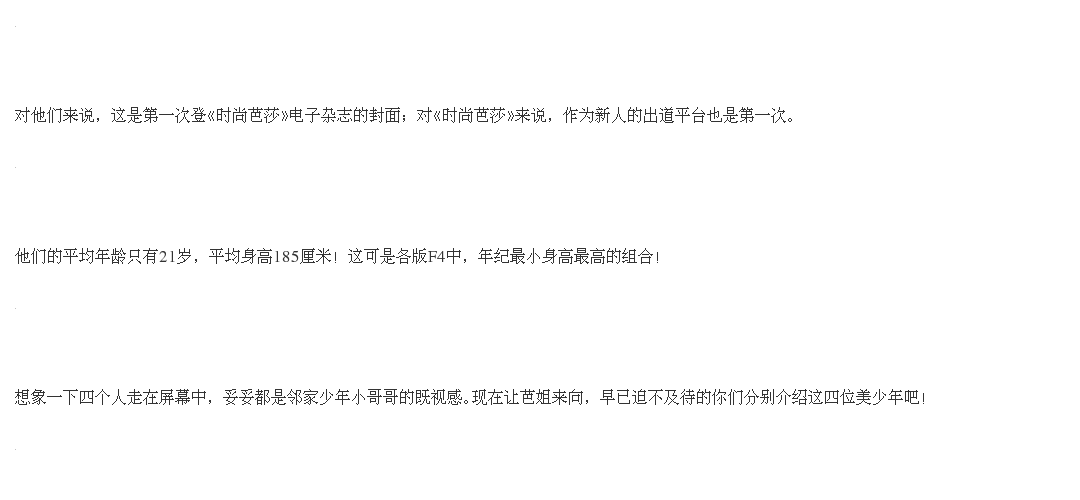 对他们来说，这是第一次登《时尚芭莎》电子杂志的封面；对《时尚芭莎》来说，作为新人的出道平台也是第一次。
他们的平均年龄只有21岁，平均身高185厘米！这可是各版F4中，年纪最小身高最高的组合！
想象一下四个人走在屏幕中，妥妥都是邻家少年小哥哥的既视感。现在让芭姐来向，早已迫不及待的你们分别介绍这四位美少年吧！